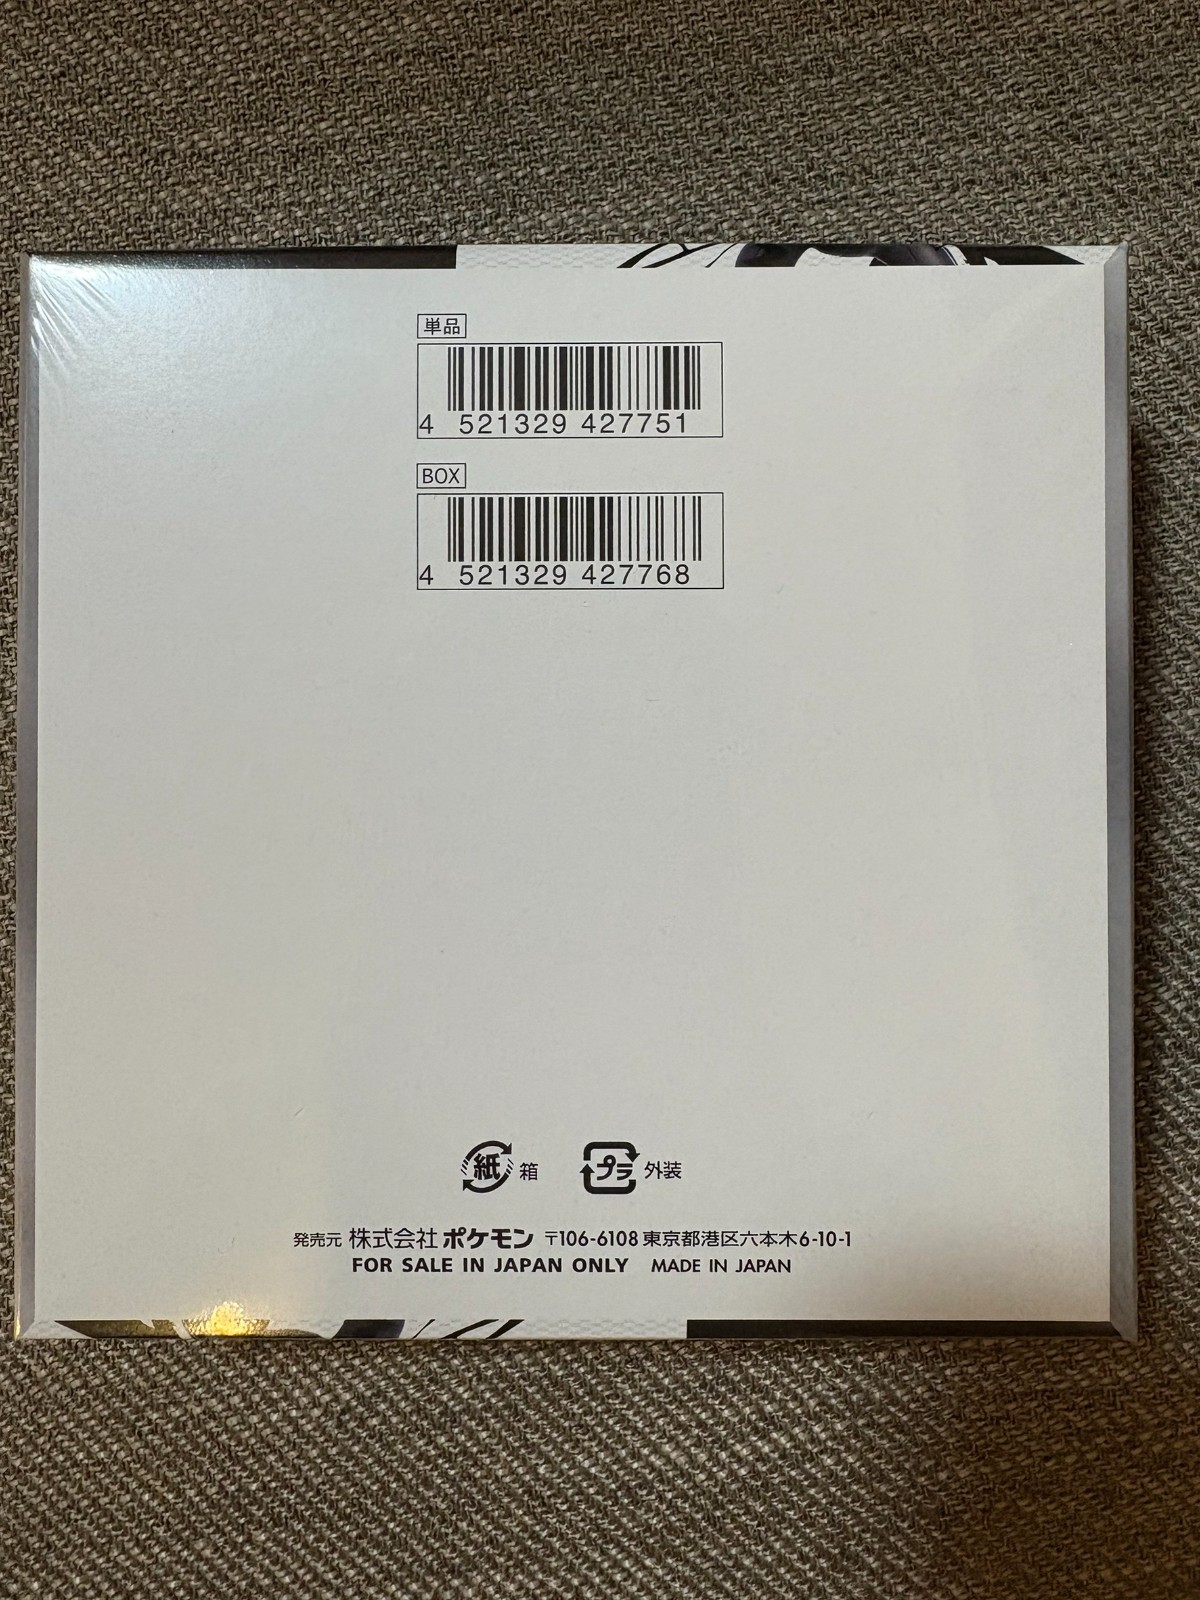 単品
4 521329 427751
BOX
4 521329 427768
紙 箱 プラ 外装
発売元 株式会社ポケモン 〒106-6108 東京都港区六本木6-10-1
FOR SALE IN JAPAN ONLY MADE IN JAPAN